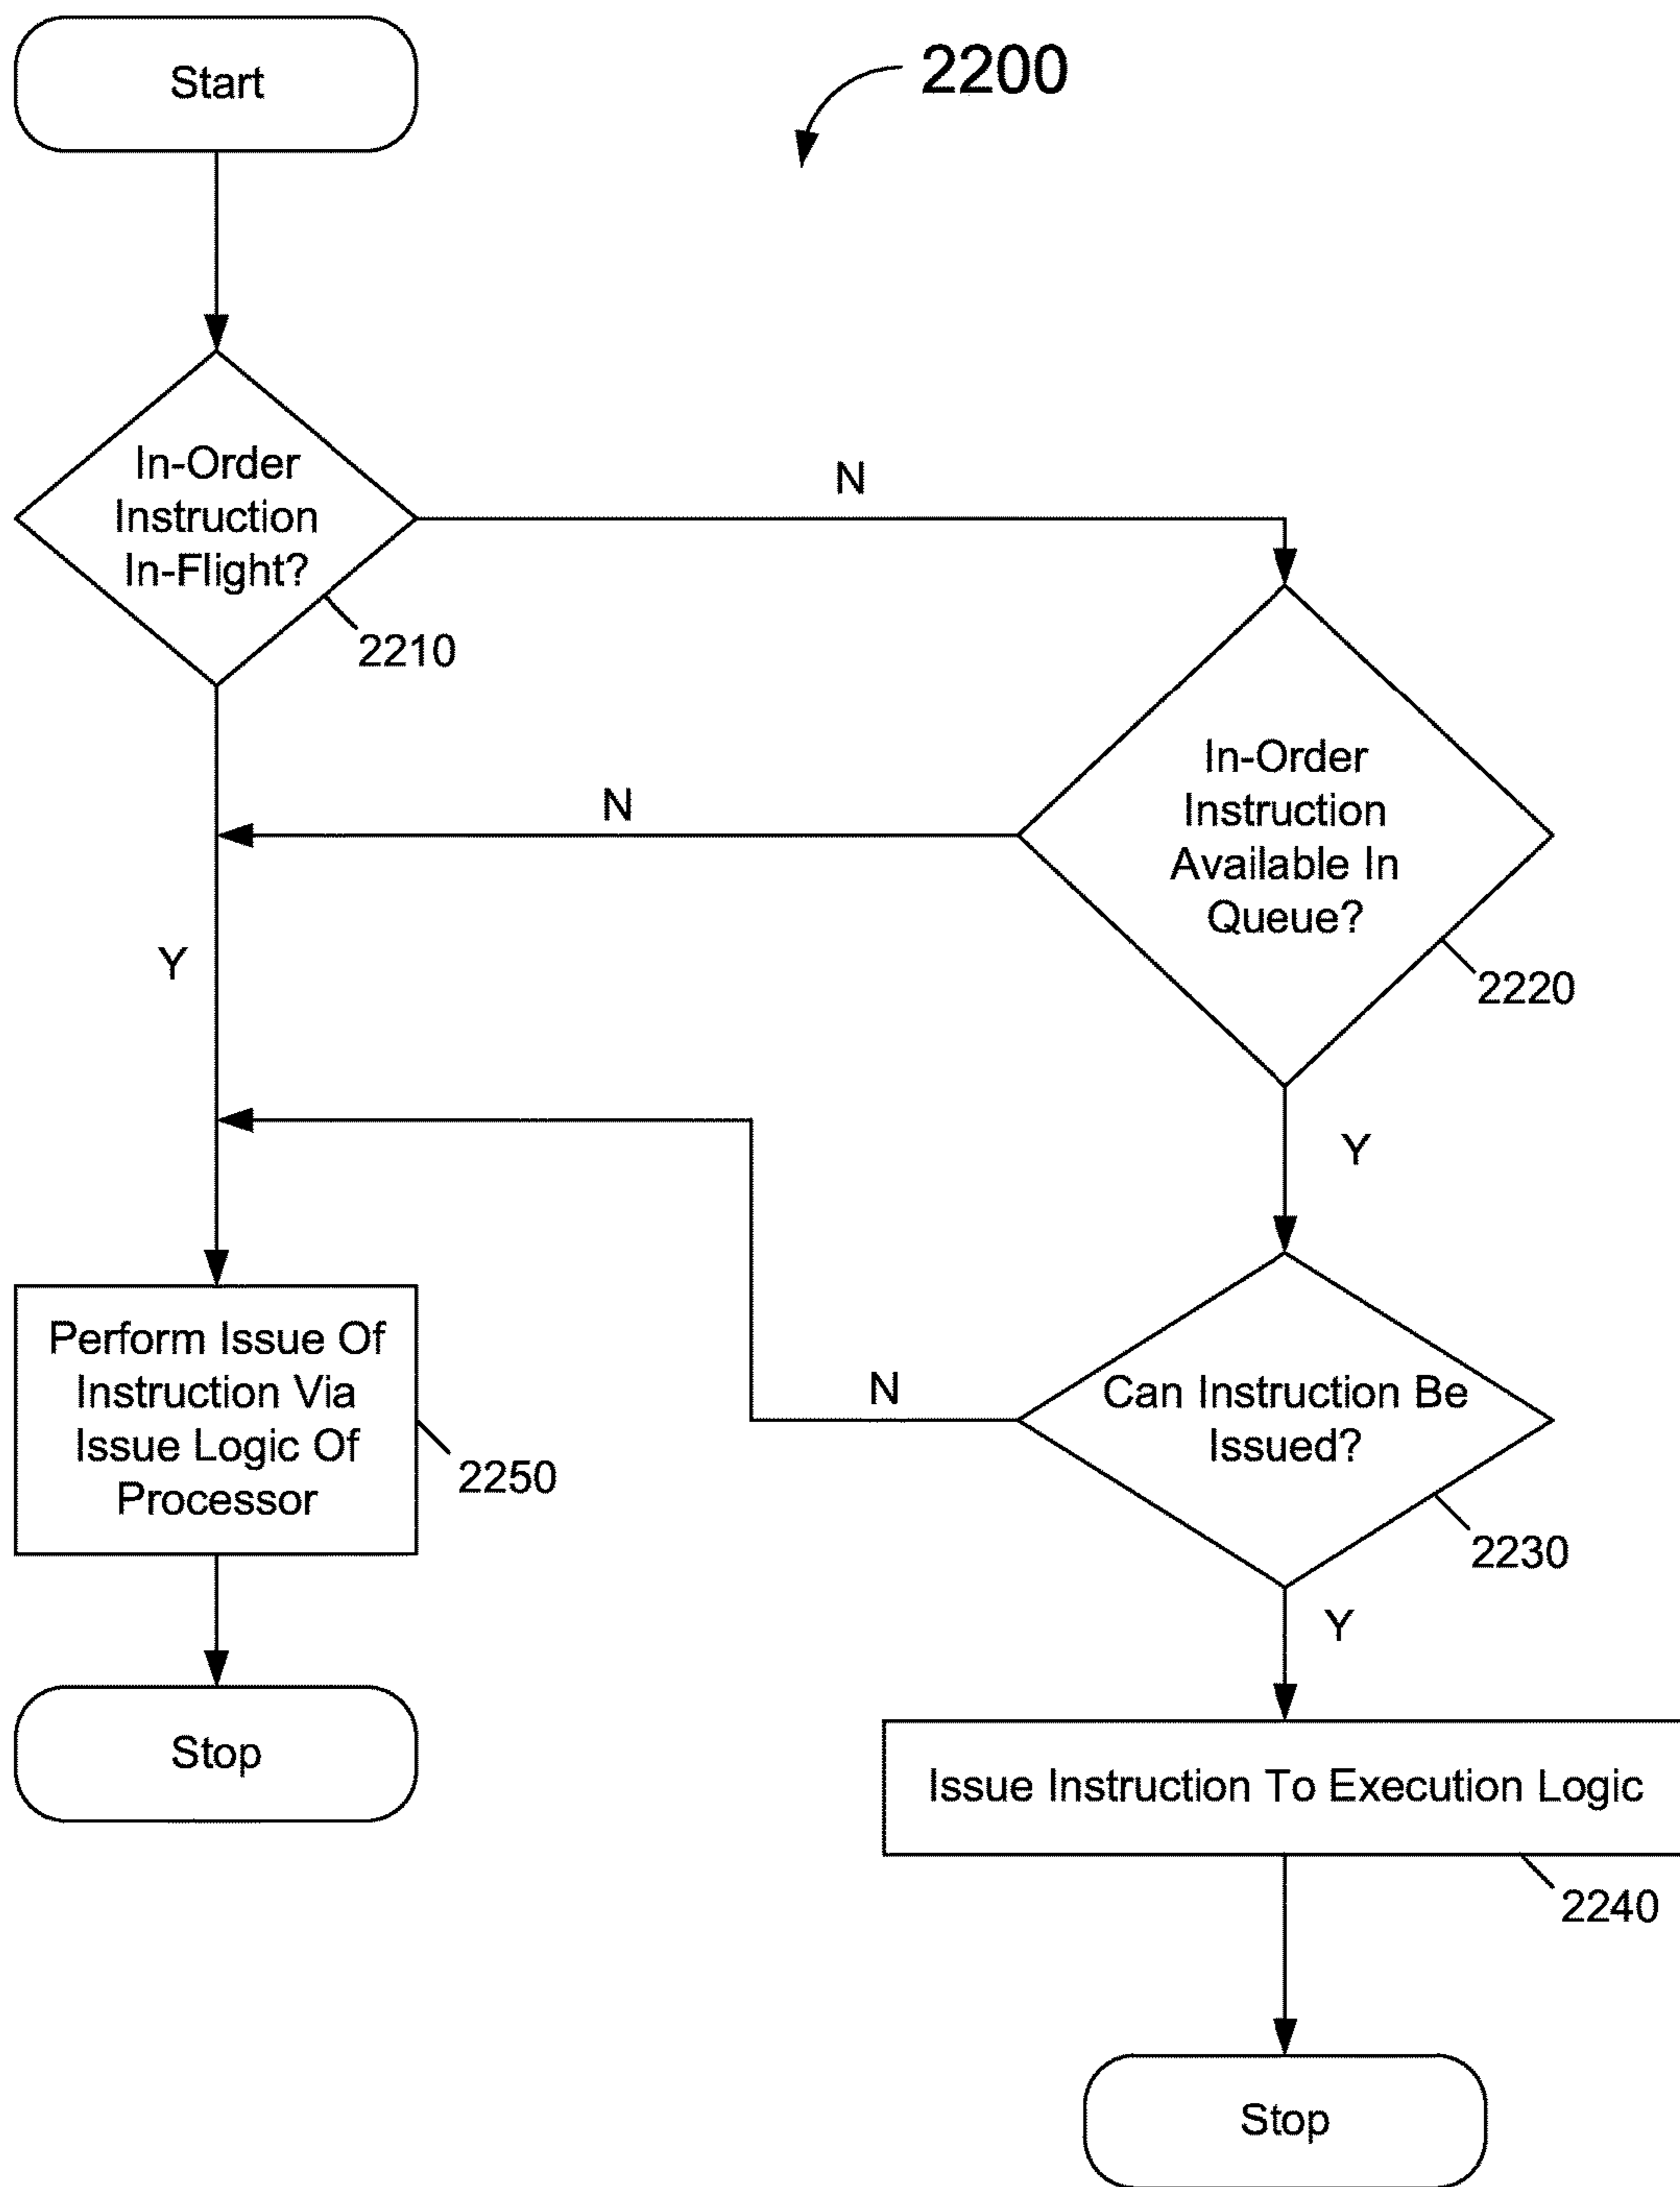 Start
2200
In-Order
Instruction
In-Flight?
2210
N
In-Order
Instruction
Available In
Queue?
2220
N
Y
Y
Can Instruction Be
Issued?
2230
N
Y
Perform Issue Of
Instruction Via
Issue Logic Of
Processor
2250
Stop
Issue Instruction To Execution Logic
2240
Stop